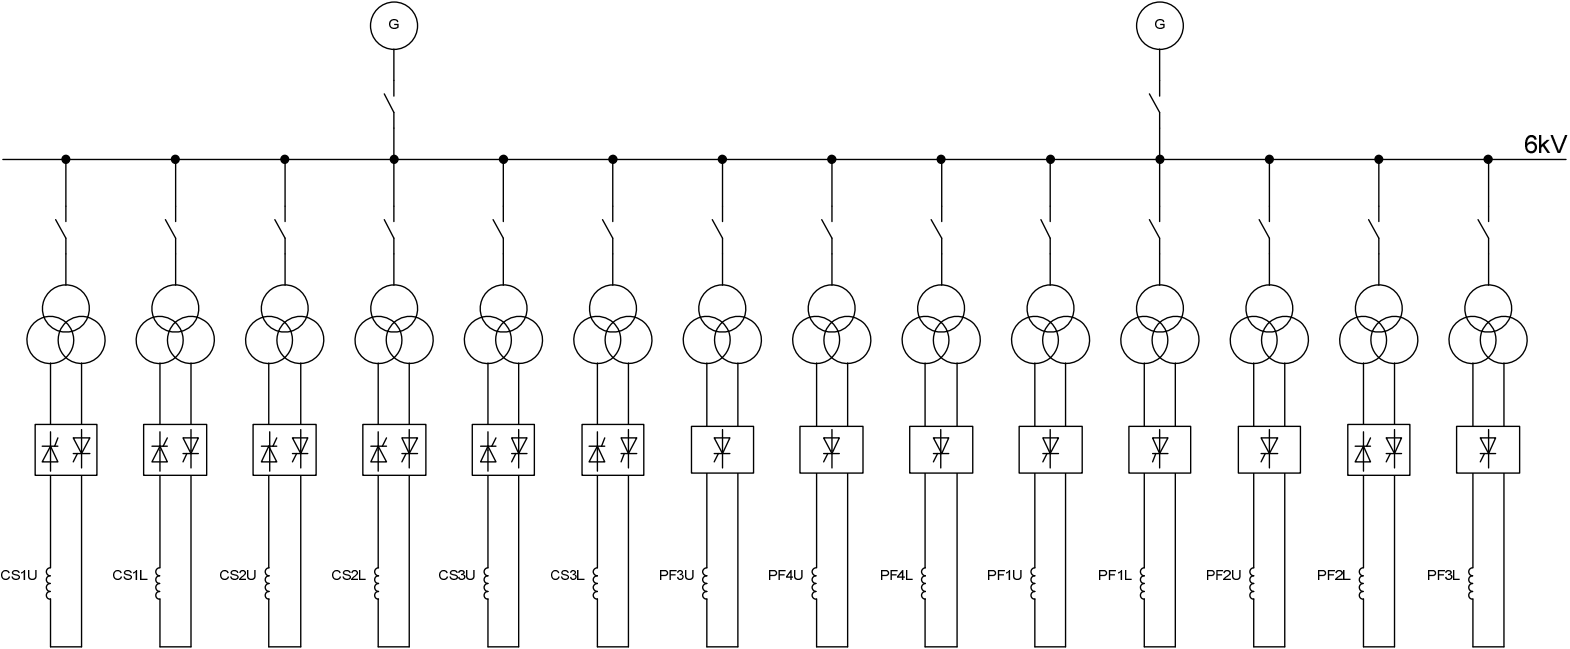 G
G
6kV
CS1U
CS1L
CS2U
CS2L
CS3U
CS3L
PF3U
PF4U
PF4L
PF1U
PF1L
PF2U
PF2L
PF3L